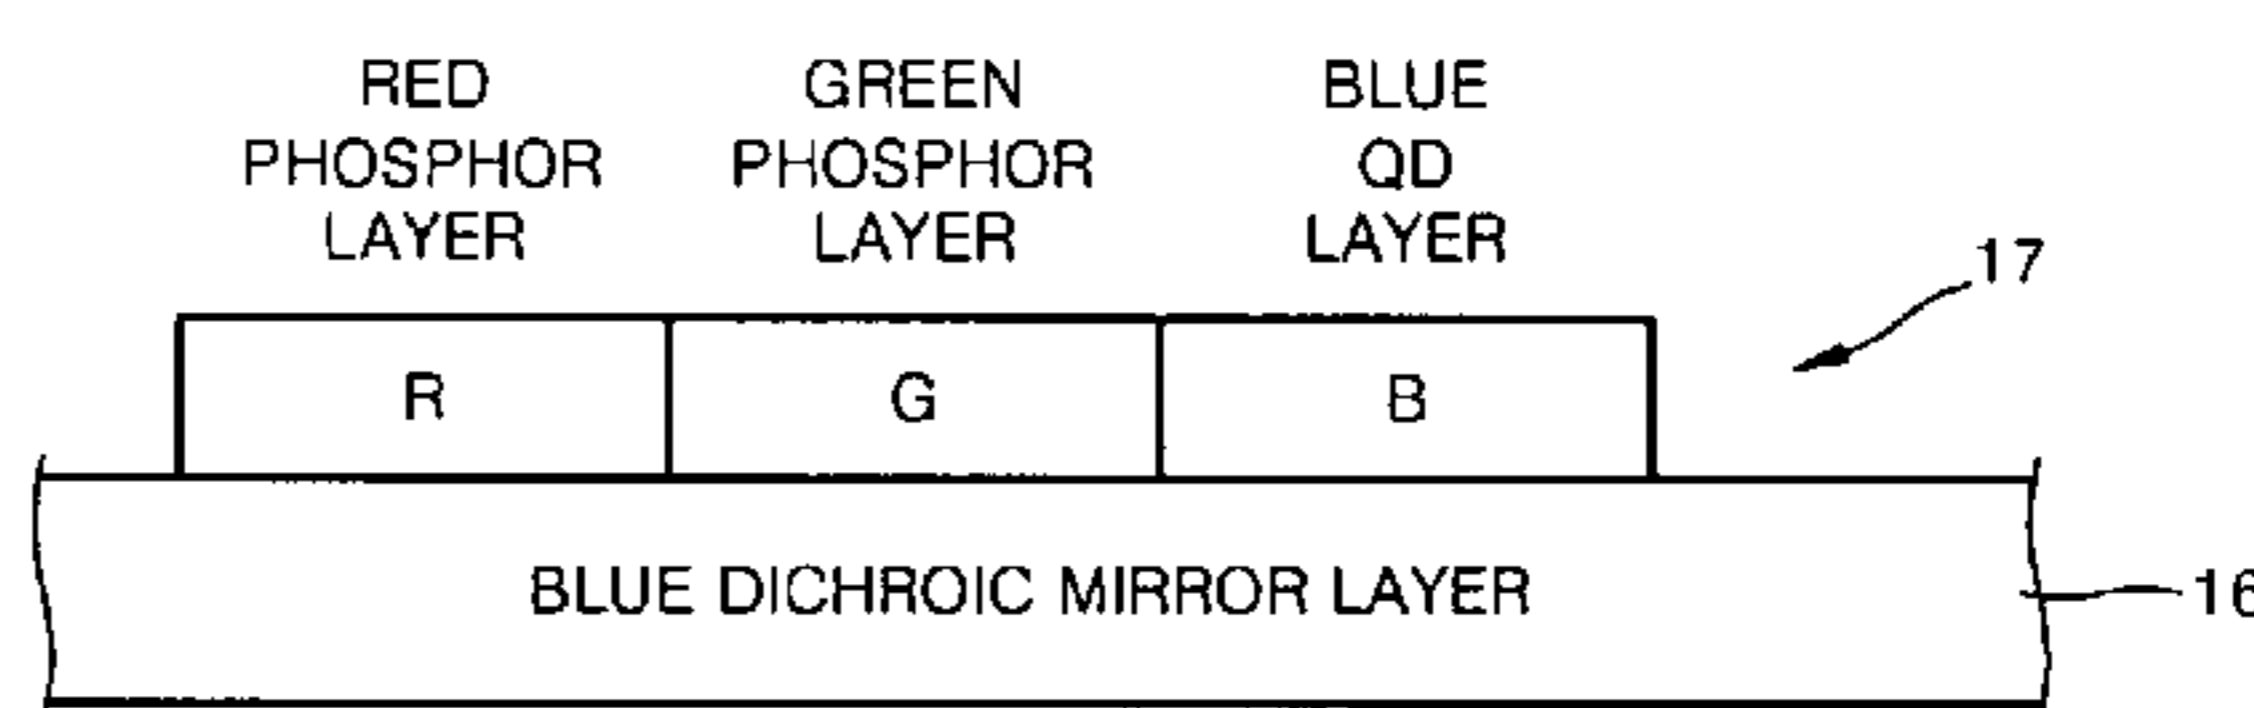 RED
PHOSPHOR
LAYER
GREEN
PHOSPHOR
LAYER
BLUE
QD
LAYER
17
R
G
B
BLUE DICHROIC MIRROR LAYER
16